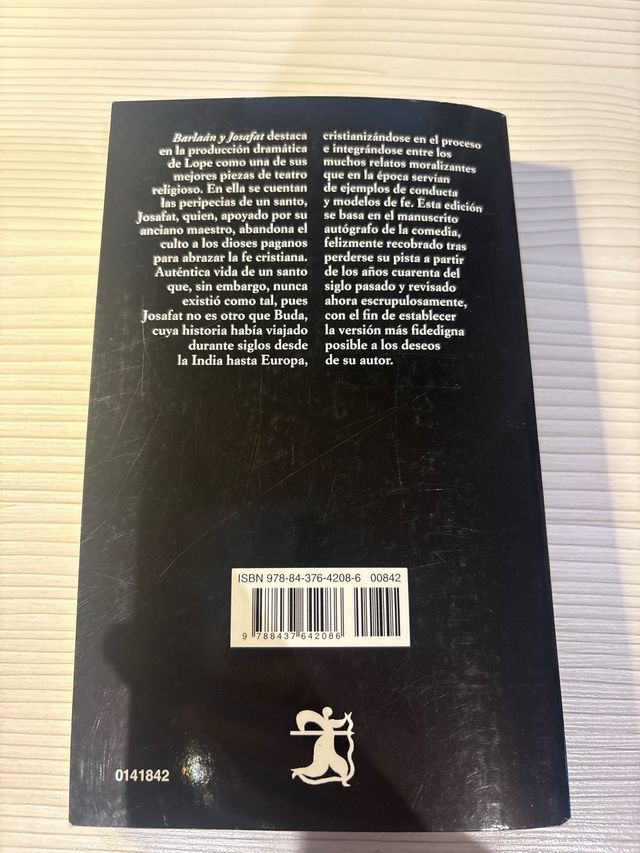 Barlaán y Josafat destaca
en la producción dramática
de Lope como una de sus
mejores piezas de teatro
religioso. En ella se cuentan
las peripecias de un santo,
Josafat, quien, apoyado por su
anciano maestro, abandona el
culto a los dioses paganos
para abrazar la fe cristiana.
Auténtica vida de un santo
que, sin embargo, nunca
existió como tal, pues
Josafat no es otro que Buda,
cuya historia había viajado
durante siglos desde
la India hasta Europa,
cristianizándose en el proceso
e integrándose entre los
muchos relatos moralizantes
que en la época servían
de ejemplos de conducta
y modelos de fe. Esta edición
se basa en el manuscrito
autógrafo de la comedia,
felizmente recobrado tras
perderse su pista a partir
de los años cuarenta del
siglo pasado y revisado
ahora escrupulosamente,
con el fin de establecer
la versión más fidedigna
posible a los deseos
de su autor.
ISBN 978-84-376-4208-6 00842
9 788437 642086
0141842